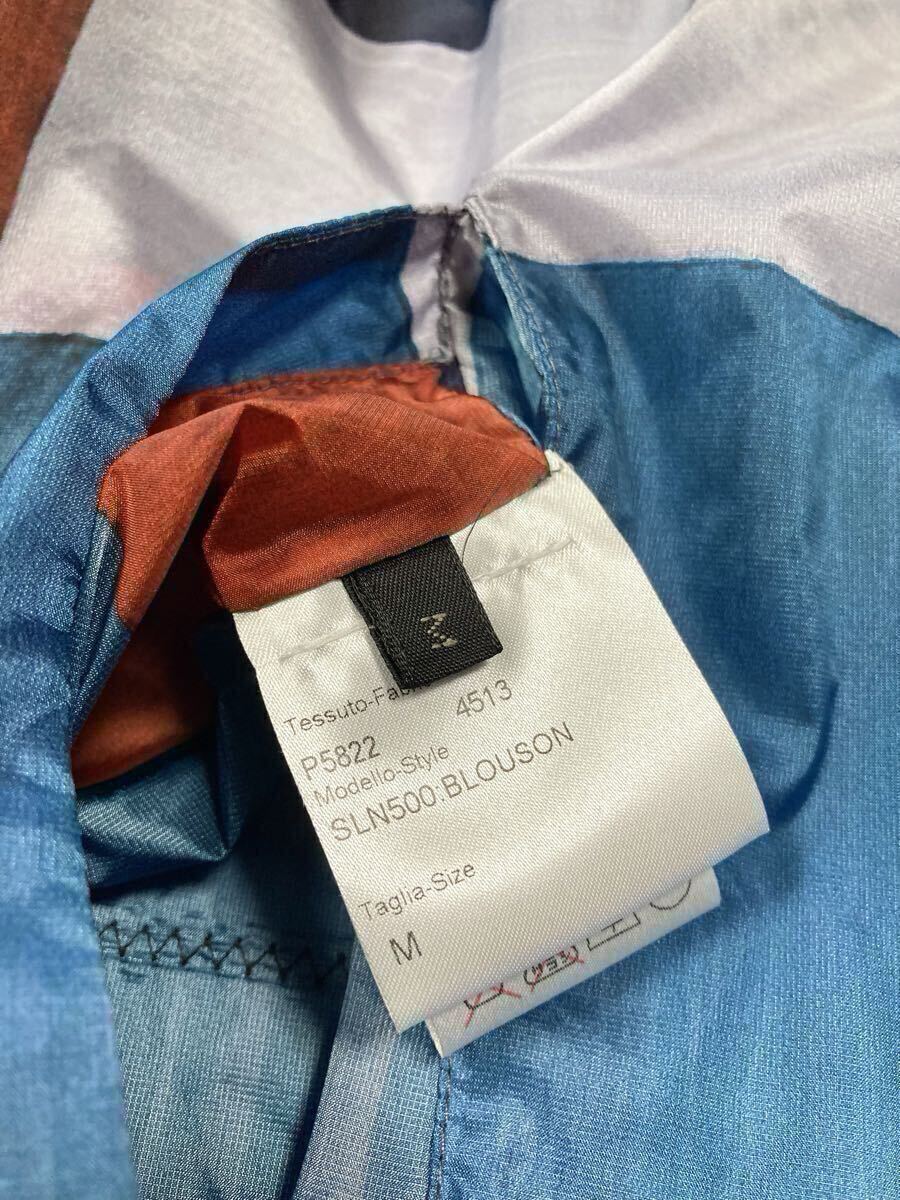 M
Tessuto-Fab
P5822 4513
Modello-Style
SLN500.BLOUSON
Taglia-Size
M